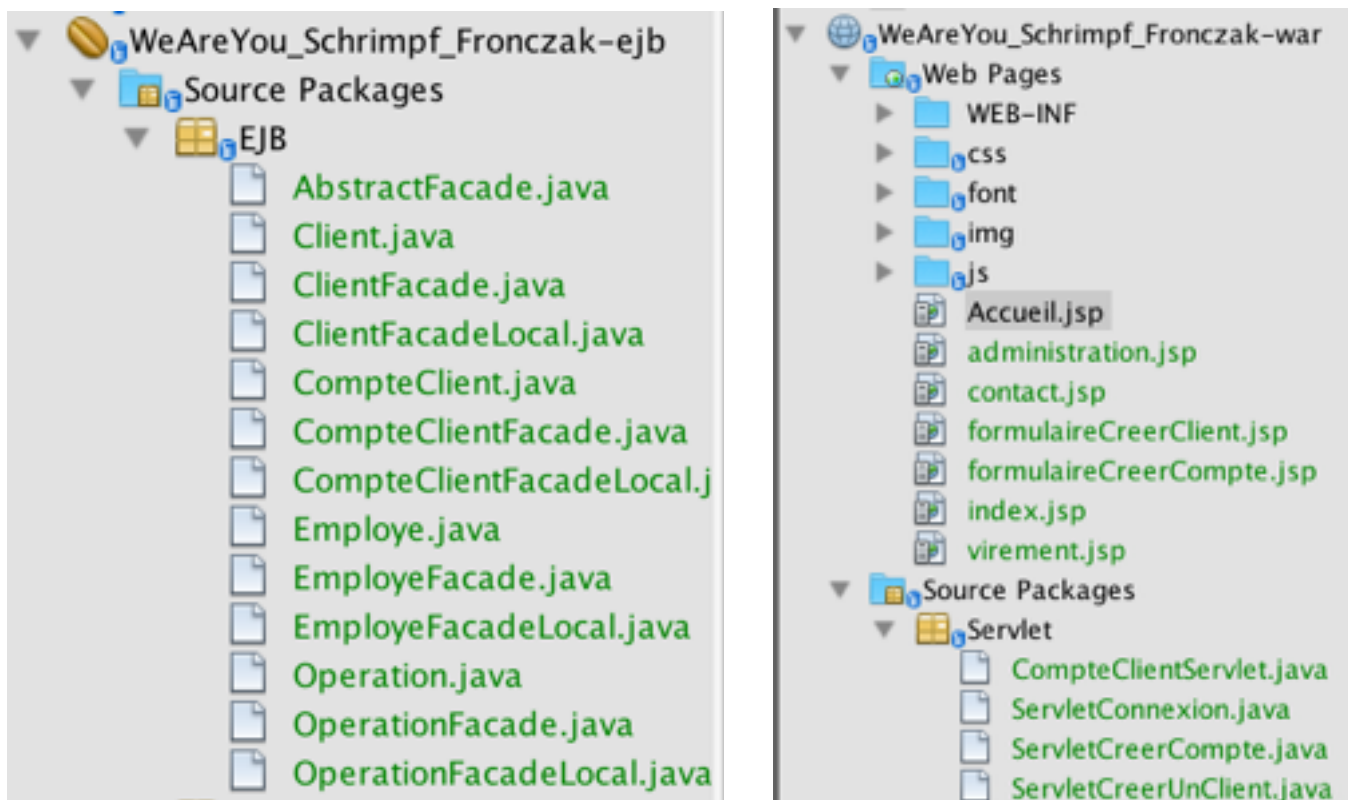 WeAreYou_Schrimpf_Fronczak-ejb
Source Packages
EJB
AbstractFacade.java
Client.java
ClientFacade.java
ClientFacadeLocal.java
CompteClient.java
CompteClientFacade.java
CompteClientFacadeLocal.j
Employe.java
EmployeFacade.java
EmployeFacadeLocal.java
Operation.java
OperationFacade.java
OperationFacadeLocal.java
WeAreYou_Schrimpf_Fronczak-war
Web Pages
WEB-INF
css
font
img
js
Accueil.jsp
administration.jsp
contact.jsp
formulaireCreerClient.jsp
formulaireCreerCompte.jsp
index.jsp
virement.jsp
Source Packages
Servlet
CompteClientServlet.java
ServletConnexion.java
ServletCreerCompte.java
ServletCreerUnClient.java